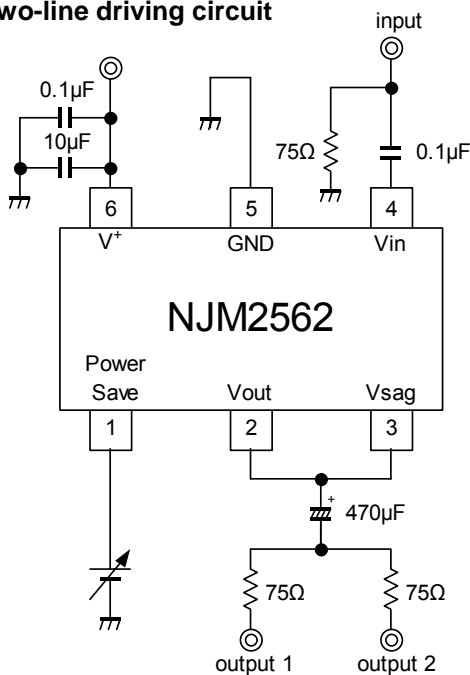 wo-line driving circuit
input
0.1µF
10µF
75Ω
0.1µF
6
5
4
V+
GND
Vin
NJM2562
Power
Save
Vout
Vsag
1
2
3
+
470µF
75Ω
75Ω
output 1
output 2